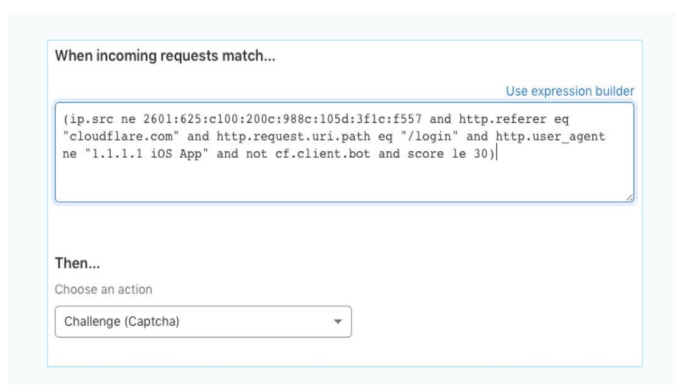 When incoming requests match...
Use expression builder
(ip.src ne 2601:625:c100:200c:988c:105d:3f1c:f557 and http.referer eq
"cloudflare.com" and http.request.uri.path eq "/login" and http.user_agent
ne "1.1.1.1 iOS App" and not cf.client.bot and score le 30)
Then...
Choose an action
Challenge (Captcha)